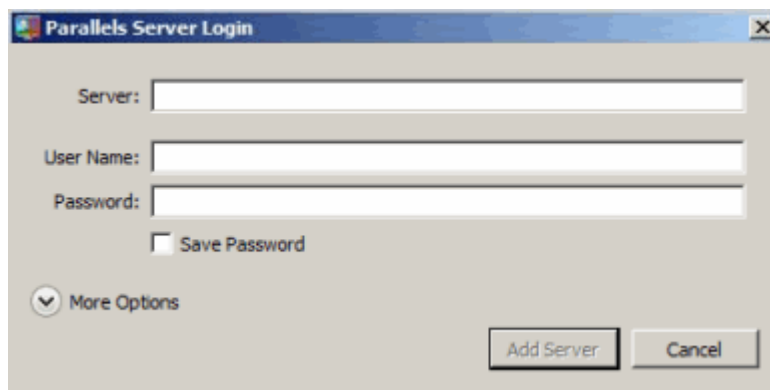 Parallels Server Login
Server:
User Name:
Password:
Save Password
More Options
Add Server Cancel